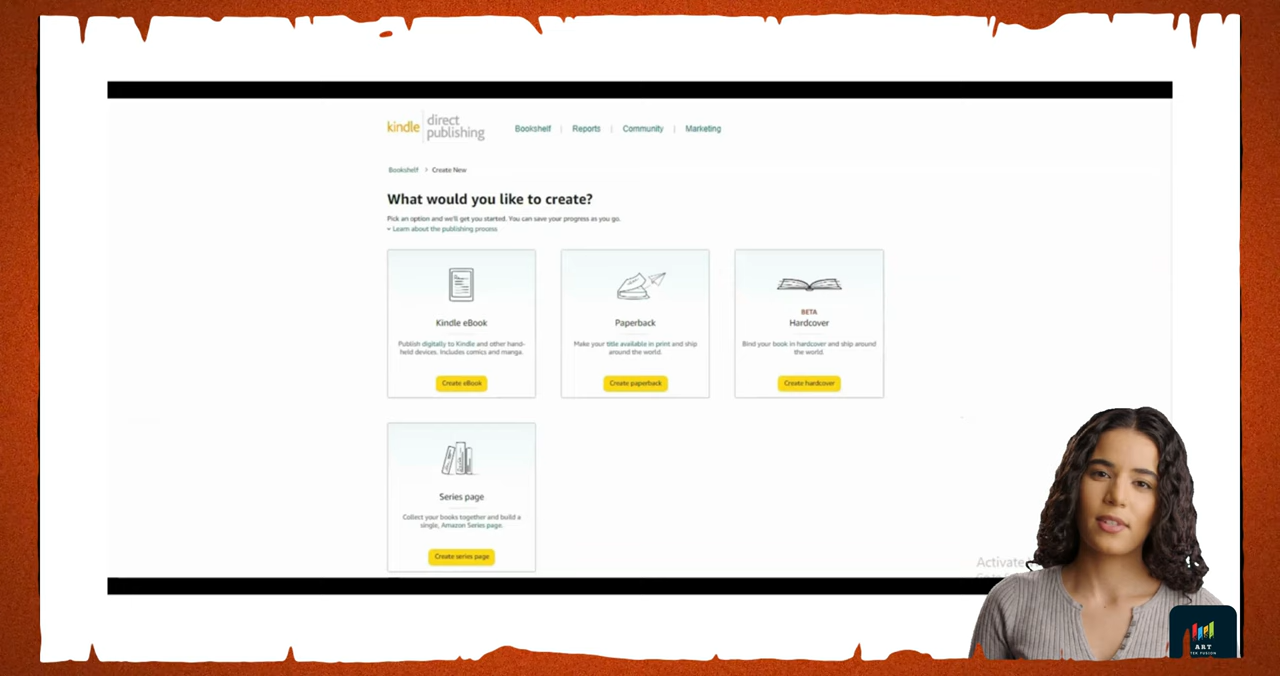 kindle direct publishing
Bookshelf | Reports | Community | Marketing
Bookshelf > Create New
What would you like to create?
Pick an option and we'll get you started. You can save your progress as you go.
Learn about the publishing process
Kindle eBook
Publish digitally to Kindle and other hand-
held devices. Includes comics and manga.
Create eBook
Paperback
Make your title available in print and ship
around the world.
Create paperback
BETA
Hardcover
Bind your book in hardcover and ship around
the world.
Create hardcover
Series page
Collect your books together and build a
single, Amazon Series page.
Create series page
Activate
ART